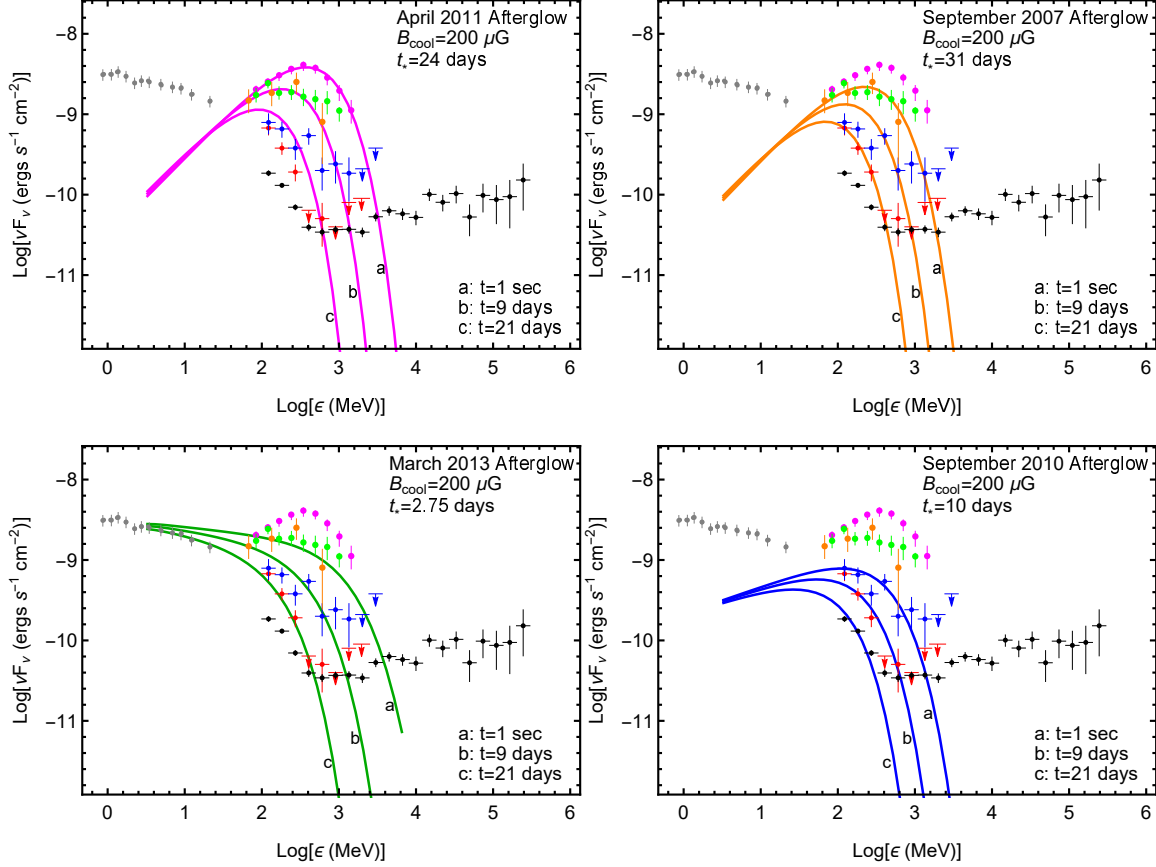 April 2011 Afterglow
B_cool=200 μG
t_*=24 days
Log[νF_ν (ergs s⁻¹ cm⁻²)]
−8
−9
−10
−11
a
b
c
a: t=1 sec
b: t=9 days
c: t=21 days
0 1 2 3 4 5 6
Log[ϵ (MeV)]
September 2007 Afterglow
B_cool=200 μG
t_*=31 days
Log[νF_ν (ergs s⁻¹ cm⁻²)]
−8
−9
−10
−11
a
b
c
a: t=1 sec
b: t=9 days
c: t=21 days
0 1 2 3 4 5 6
Log[ϵ (MeV)]
March 2013 Afterglow
B_cool=200 μG
t_*=2.75 days
Log[νF_ν (ergs s⁻¹ cm⁻²)]
−8
−9
−10
−11
a
b
c
a: t=1 sec
b: t=9 days
c: t=21 days
0 1 2 3 4 5 6
Log[ϵ (MeV)]
September 2010 Afterglow
B_cool=200 μG
t_*=10 days
Log[νF_ν (ergs s⁻¹ cm⁻²)]
−8
−9
−10
−11
a
b
c
a: t=1 sec
b: t=9 days
c: t=21 days
0 1 2 3 4 5 6
Log[ϵ (MeV)]